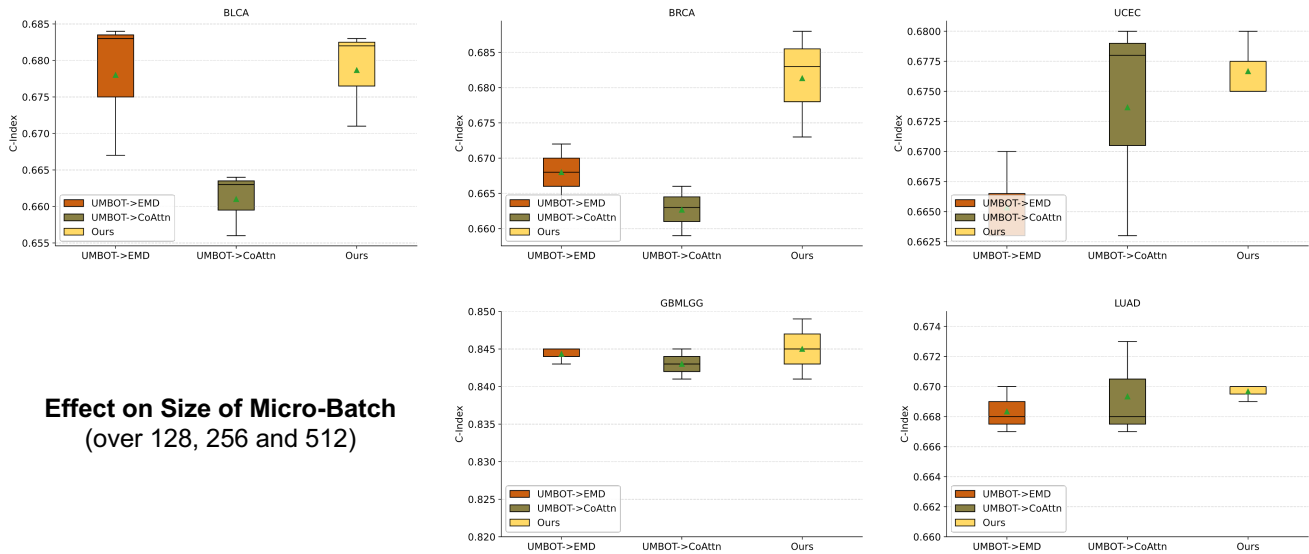 BLCA
C-Index
0.685
0.680
0.675
0.670
0.665
0.660
0.655
UMBOT->EMD
UMBOT->CoAttn
Ours
UMBOT->EMD
UMBOT->CoAttn
Ours
BRCA
C-Index
0.685
0.680
0.675
0.670
0.665
0.660
UMBOT->EMD
UMBOT->CoAttn
Ours
UMBOT->EMD
UMBOT->CoAttn
Ours
UCEC
C-Index
0.6800
0.6775
0.6750
0.6725
0.6700
0.6675
0.6650
0.6625
UMBOT->EMD
UMBOT->CoAttn
Ours
UMBOT->EMD
UMBOT->CoAttn
Ours
Effect on Size of Micro-Batch
(over 128, 256 and 512)
GBMLGG
C-Index
0.850
0.845
0.840
0.835
0.830
0.825
0.820
UMBOT->EMD
UMBOT->CoAttn
Ours
UMBOT->EMD
UMBOT->CoAttn
Ours
LUAD
C-Index
0.674
0.672
0.670
0.668
0.666
0.664
0.662
0.660
UMBOT->EMD
UMBOT->CoAttn
Ours
UMBOT->EMD
UMBOT->CoAttn
Ours